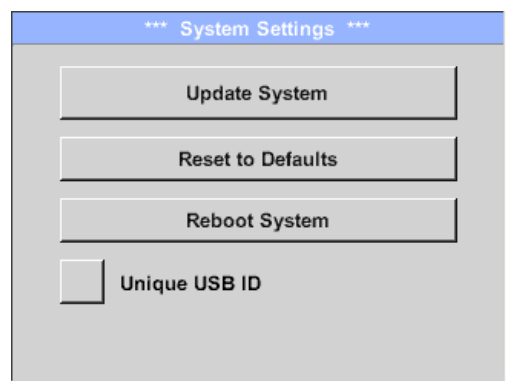 *** System Settings ***
Update System
Reset to Defaults
Reboot System
Unique USB ID